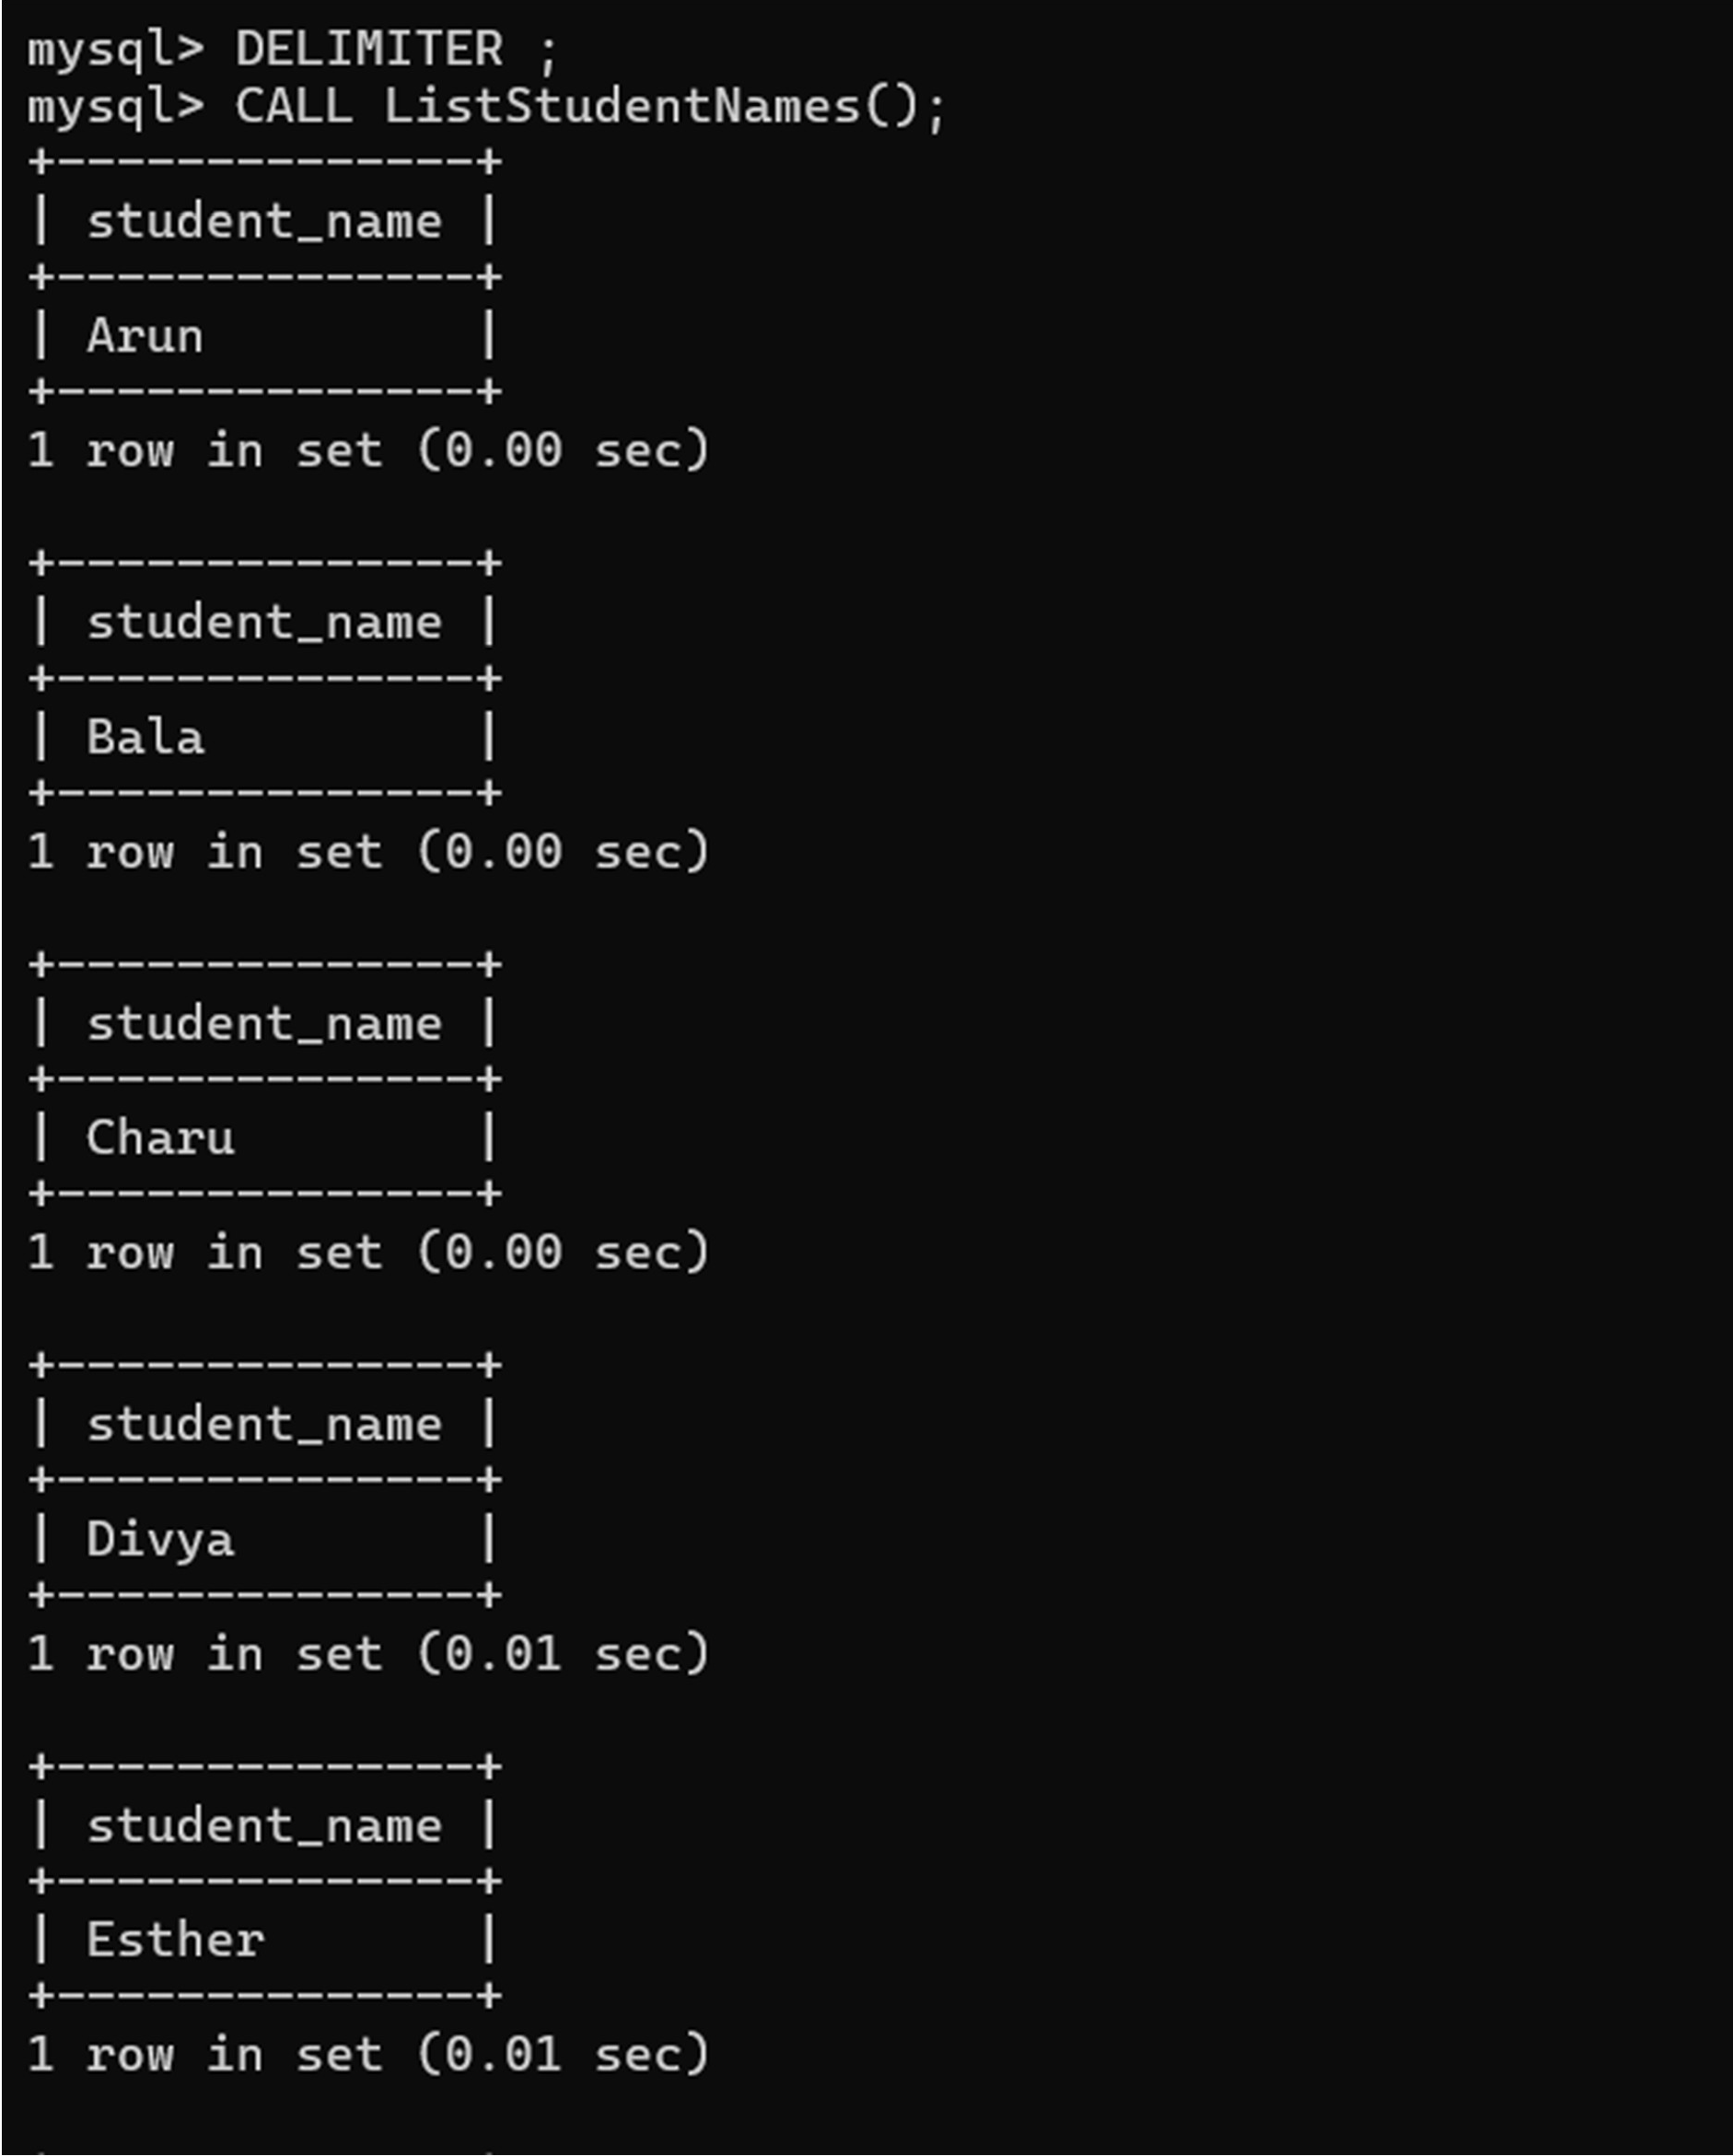 mysql> DELIMITER ;
mysql> CALL ListStudentNames();
+--------------+
| student_name |
+--------------+
| Arun         |
+--------------+
1 row in set (0.00 sec)

+--------------+
| student_name |
+--------------+
| Bala         |
+--------------+
1 row in set (0.00 sec)

+--------------+
| student_name |
+--------------+
| Charu        |
+--------------+
1 row in set (0.00 sec)

+--------------+
| student_name |
+--------------+
| Divya        |
+--------------+
1 row in set (0.01 sec)

+--------------+
| student_name |
+--------------+
| Esther       |
+--------------+
1 row in set (0.01 sec)